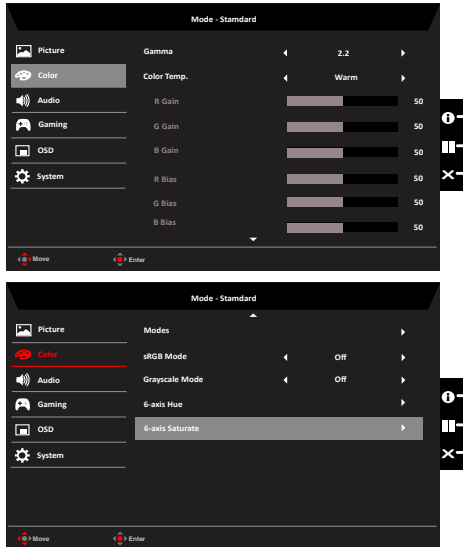 Mode - Stamdard
Picture Gamma 2.2
Color Color Temp. Warm
Audio R Gain 50
Gaming G Gain 50
OSD B Gain 50
System R Bias 50
G Bias 50
B Bias 50
Move Enter
Mode - Stamdard
Picture Modes
Color sRGB Mode Off
Audio Grayscale Mode Off
Gaming 6-axis Hue
OSD 6-axis Saturate
System
Move Enter